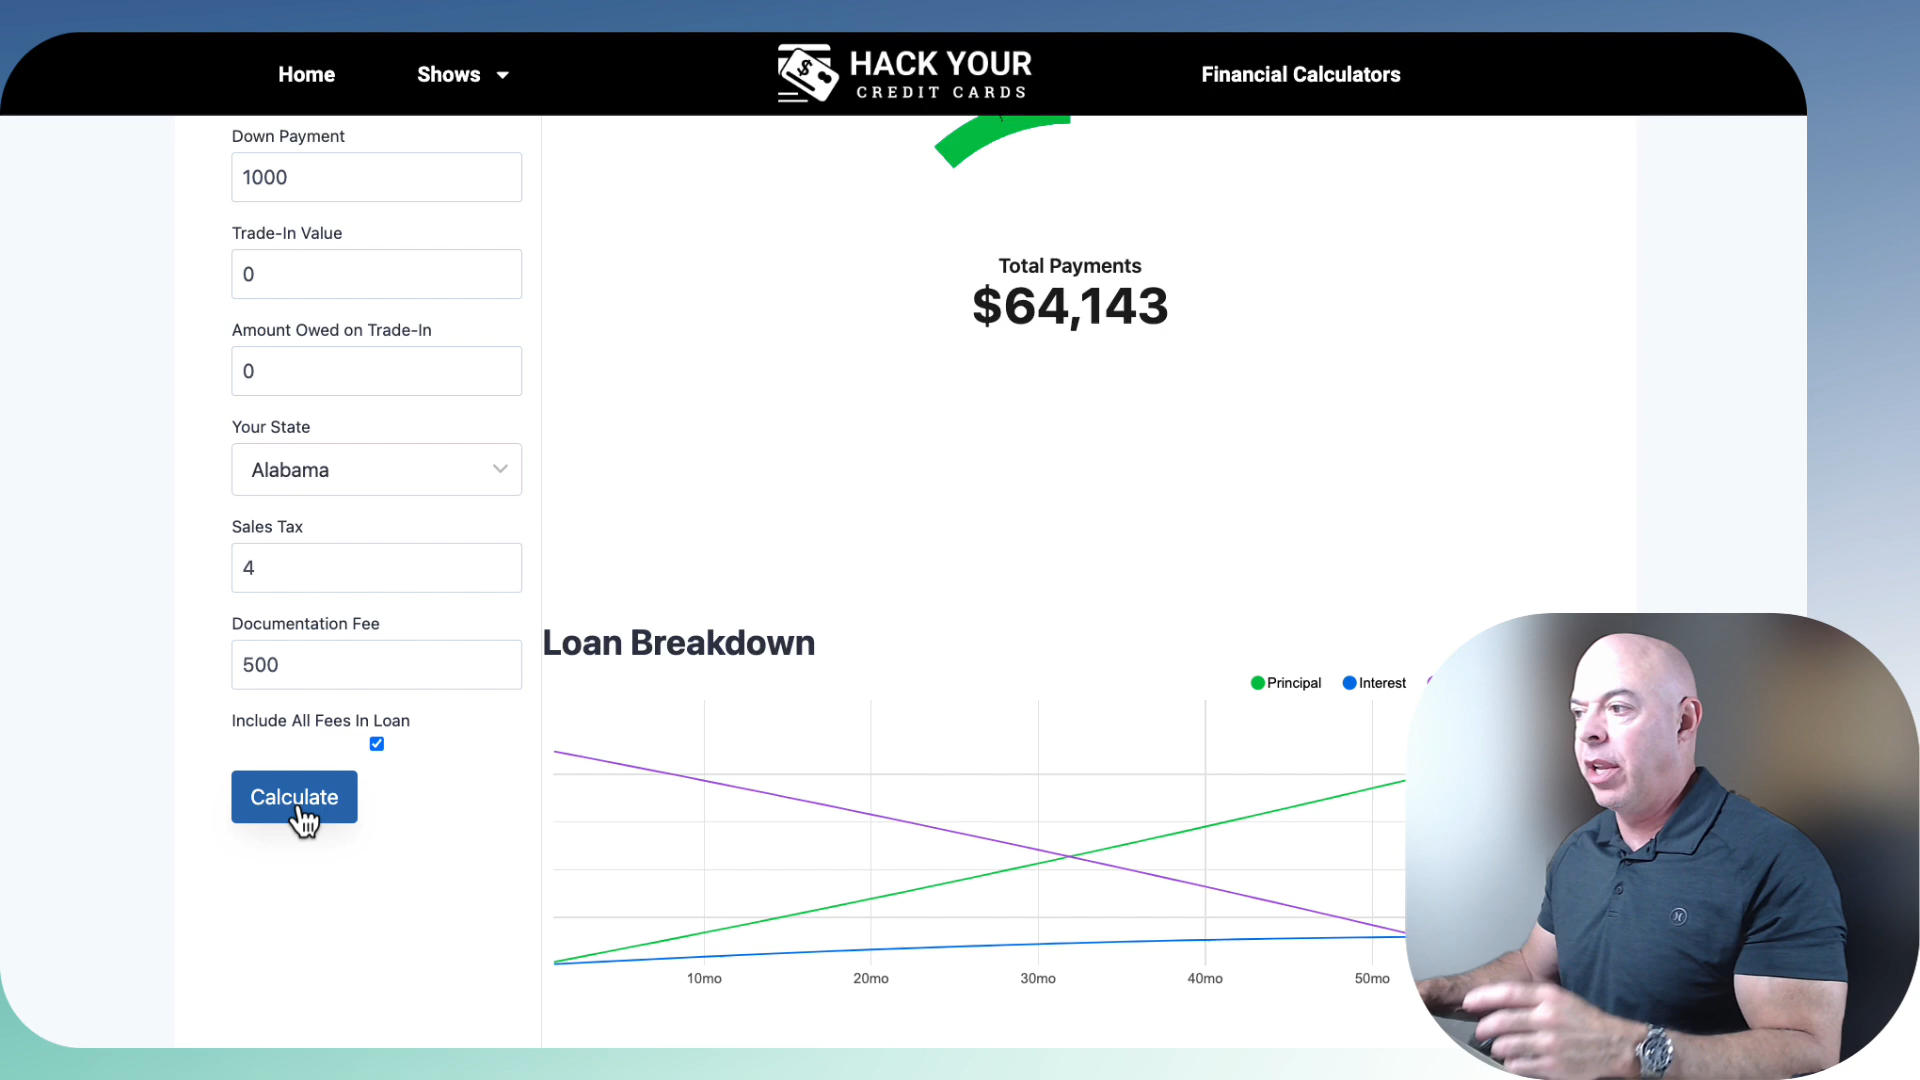 Home
Shows
HACK YOUR
CREDIT CARDS
Financial Calculators
Down Payment
1000
Trade-In Value
0
Amount Owed on Trade-In
0
Your State
Alabama
Sales Tax
4
Documentation Fee
500
Include All Fees In Loan
Calculate
Total Payments
$64,143
Loan Breakdown
Principal
Interest
10mo
20mo
30mo
40mo
50mo